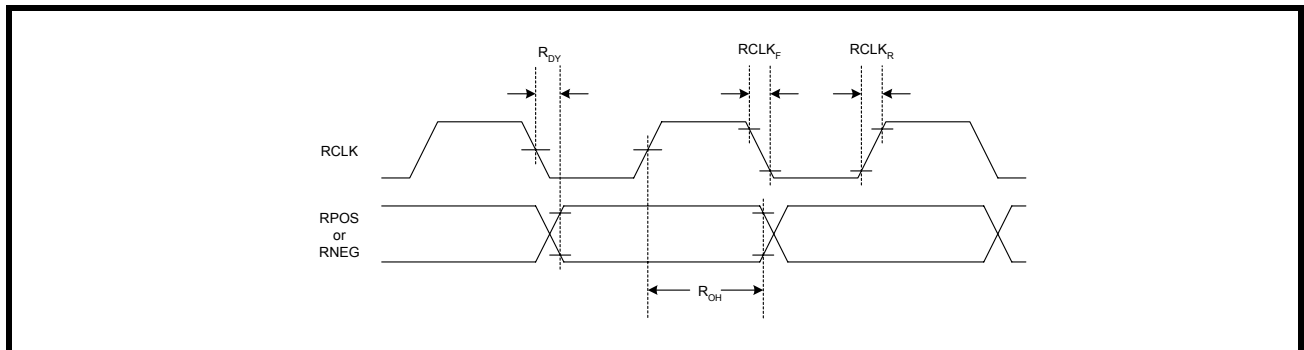 R_DY
RCLK_F
RCLK_R
RCLK
RPOS
or
RNEG
R_OH